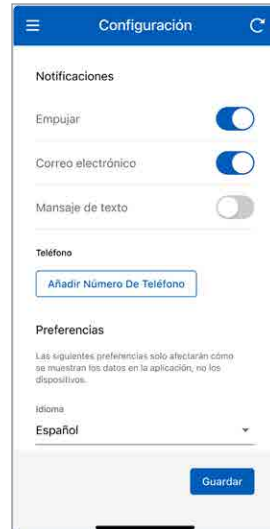 Configuración
Notificaciones
Empujar
Correo electrónico
Mansaje de texto
Teléfono
Añadir Número De Teléfono
Preferencias
Las siguientes preferencias solo afectarán cómo
se muestran los datos en la aplicación, no los
dispositivos.
Idioma
Español
Guardar